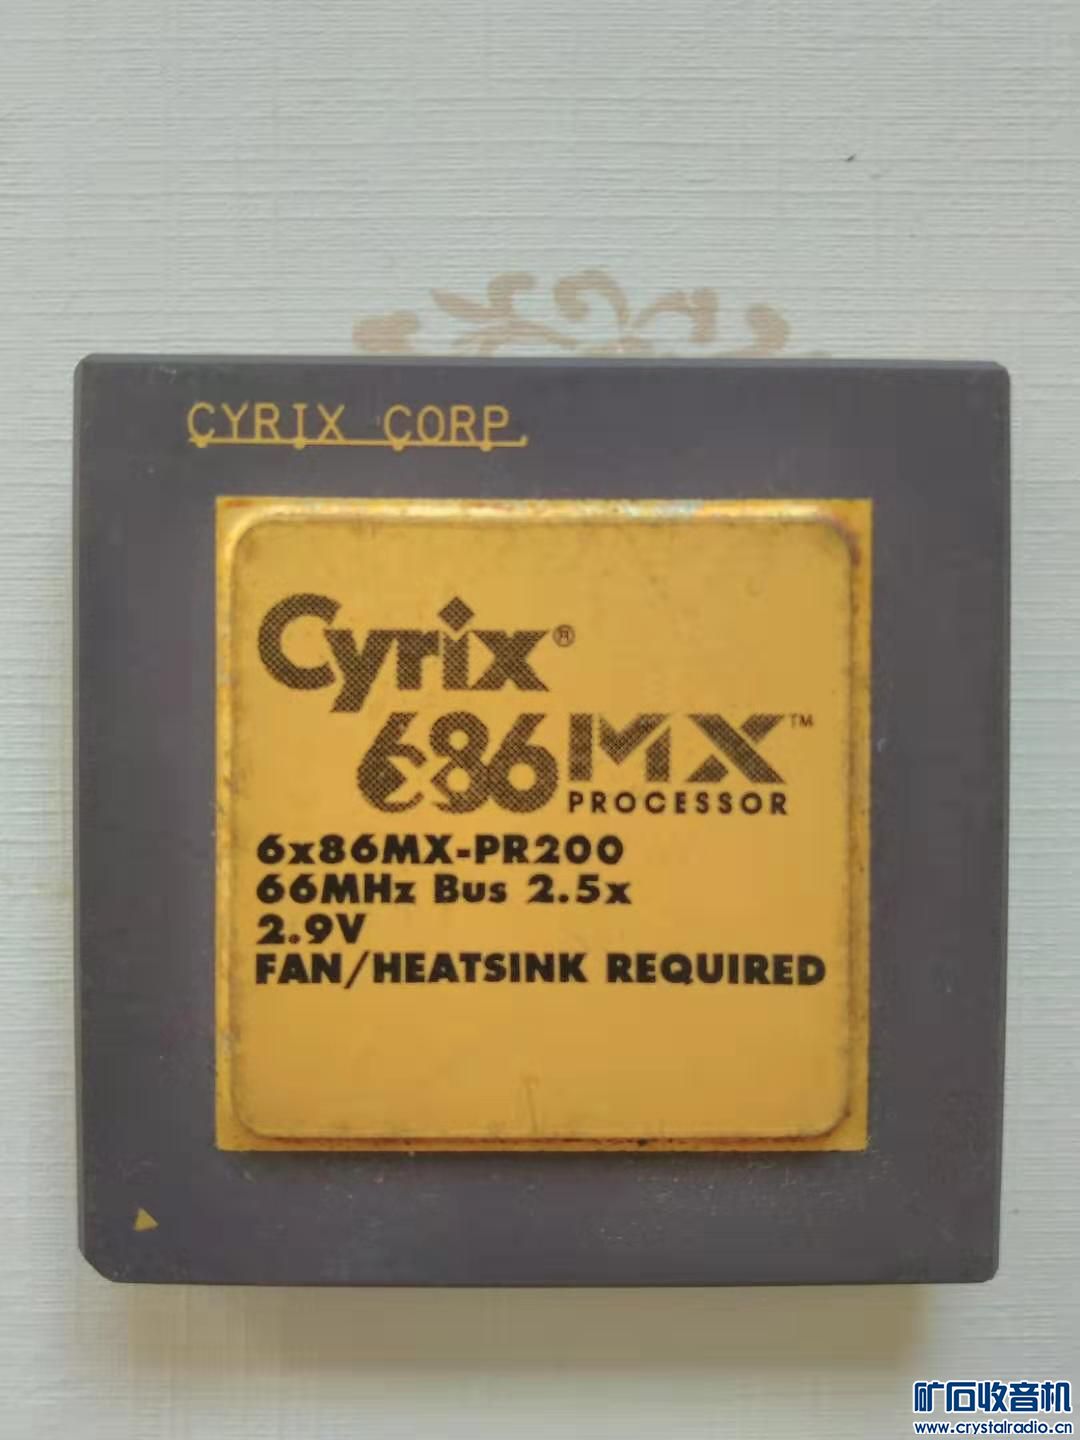 CYRIX CORP.
Cyrix®
6x86MX™
PROCESSOR
6x86MX-PR200
66MHz Bus 2.5x
2.9V
FAN/HEATSINK REQUIRED
矿石收音机
www.crystalradio.cn